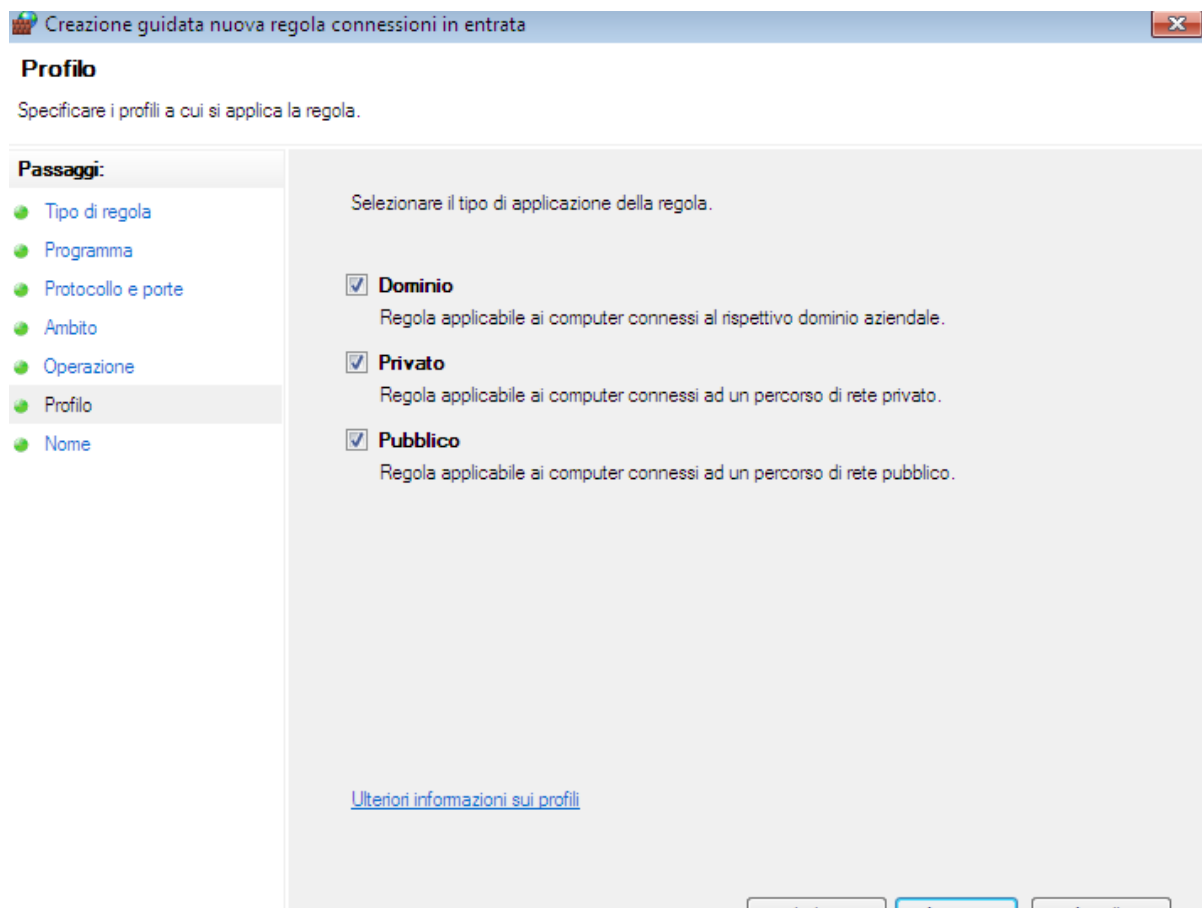 Creazione guidata nuova regola connessioni in entrata
Profilo
Specificare i profili a cui si applica la regola.
Passaggi:
Tipo di regola
Programma
Protocollo e porte
Ambito
Operazione
Profilo
Nome
Selezionare il tipo di applicazione della regola.
Dominio
Regola applicabile ai computer connessi al rispettivo dominio aziendale.
Privato
Regola applicabile ai computer connessi ad un percorso di rete privato.
Pubblico
Regola applicabile ai computer connessi ad un percorso di rete pubblico.
Ulteriori informazioni sui profili